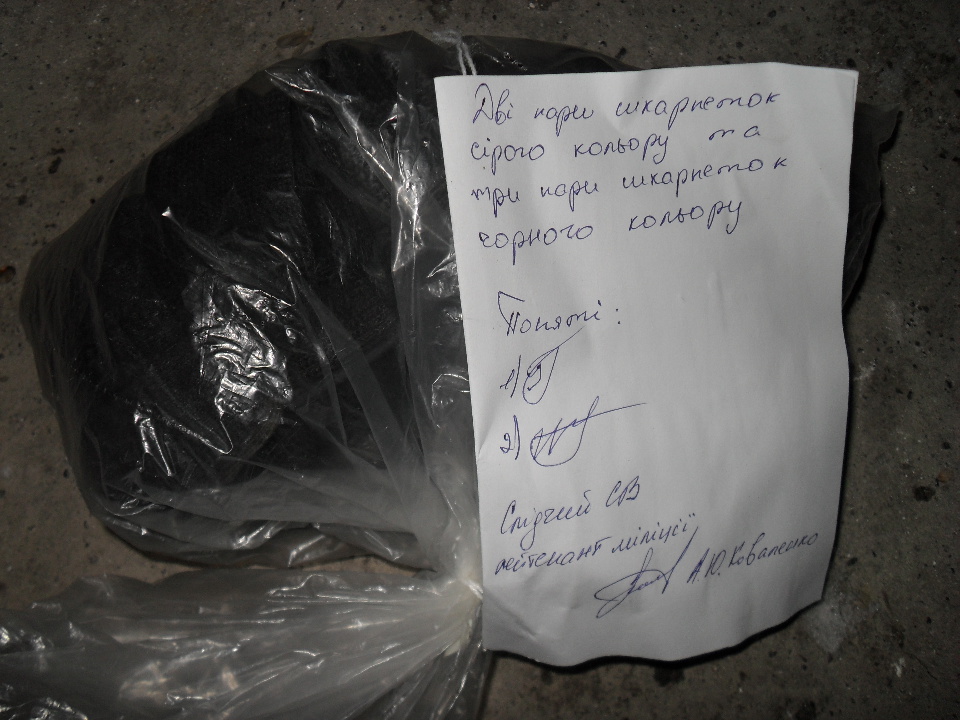 Дві пари шкарпеток
сірого кольору та
три пари шкарпеток
чорного кольору
Поняті:
1)
2)
Слідчий СВ
лейтенант міліції
А.Ю.Коваленко